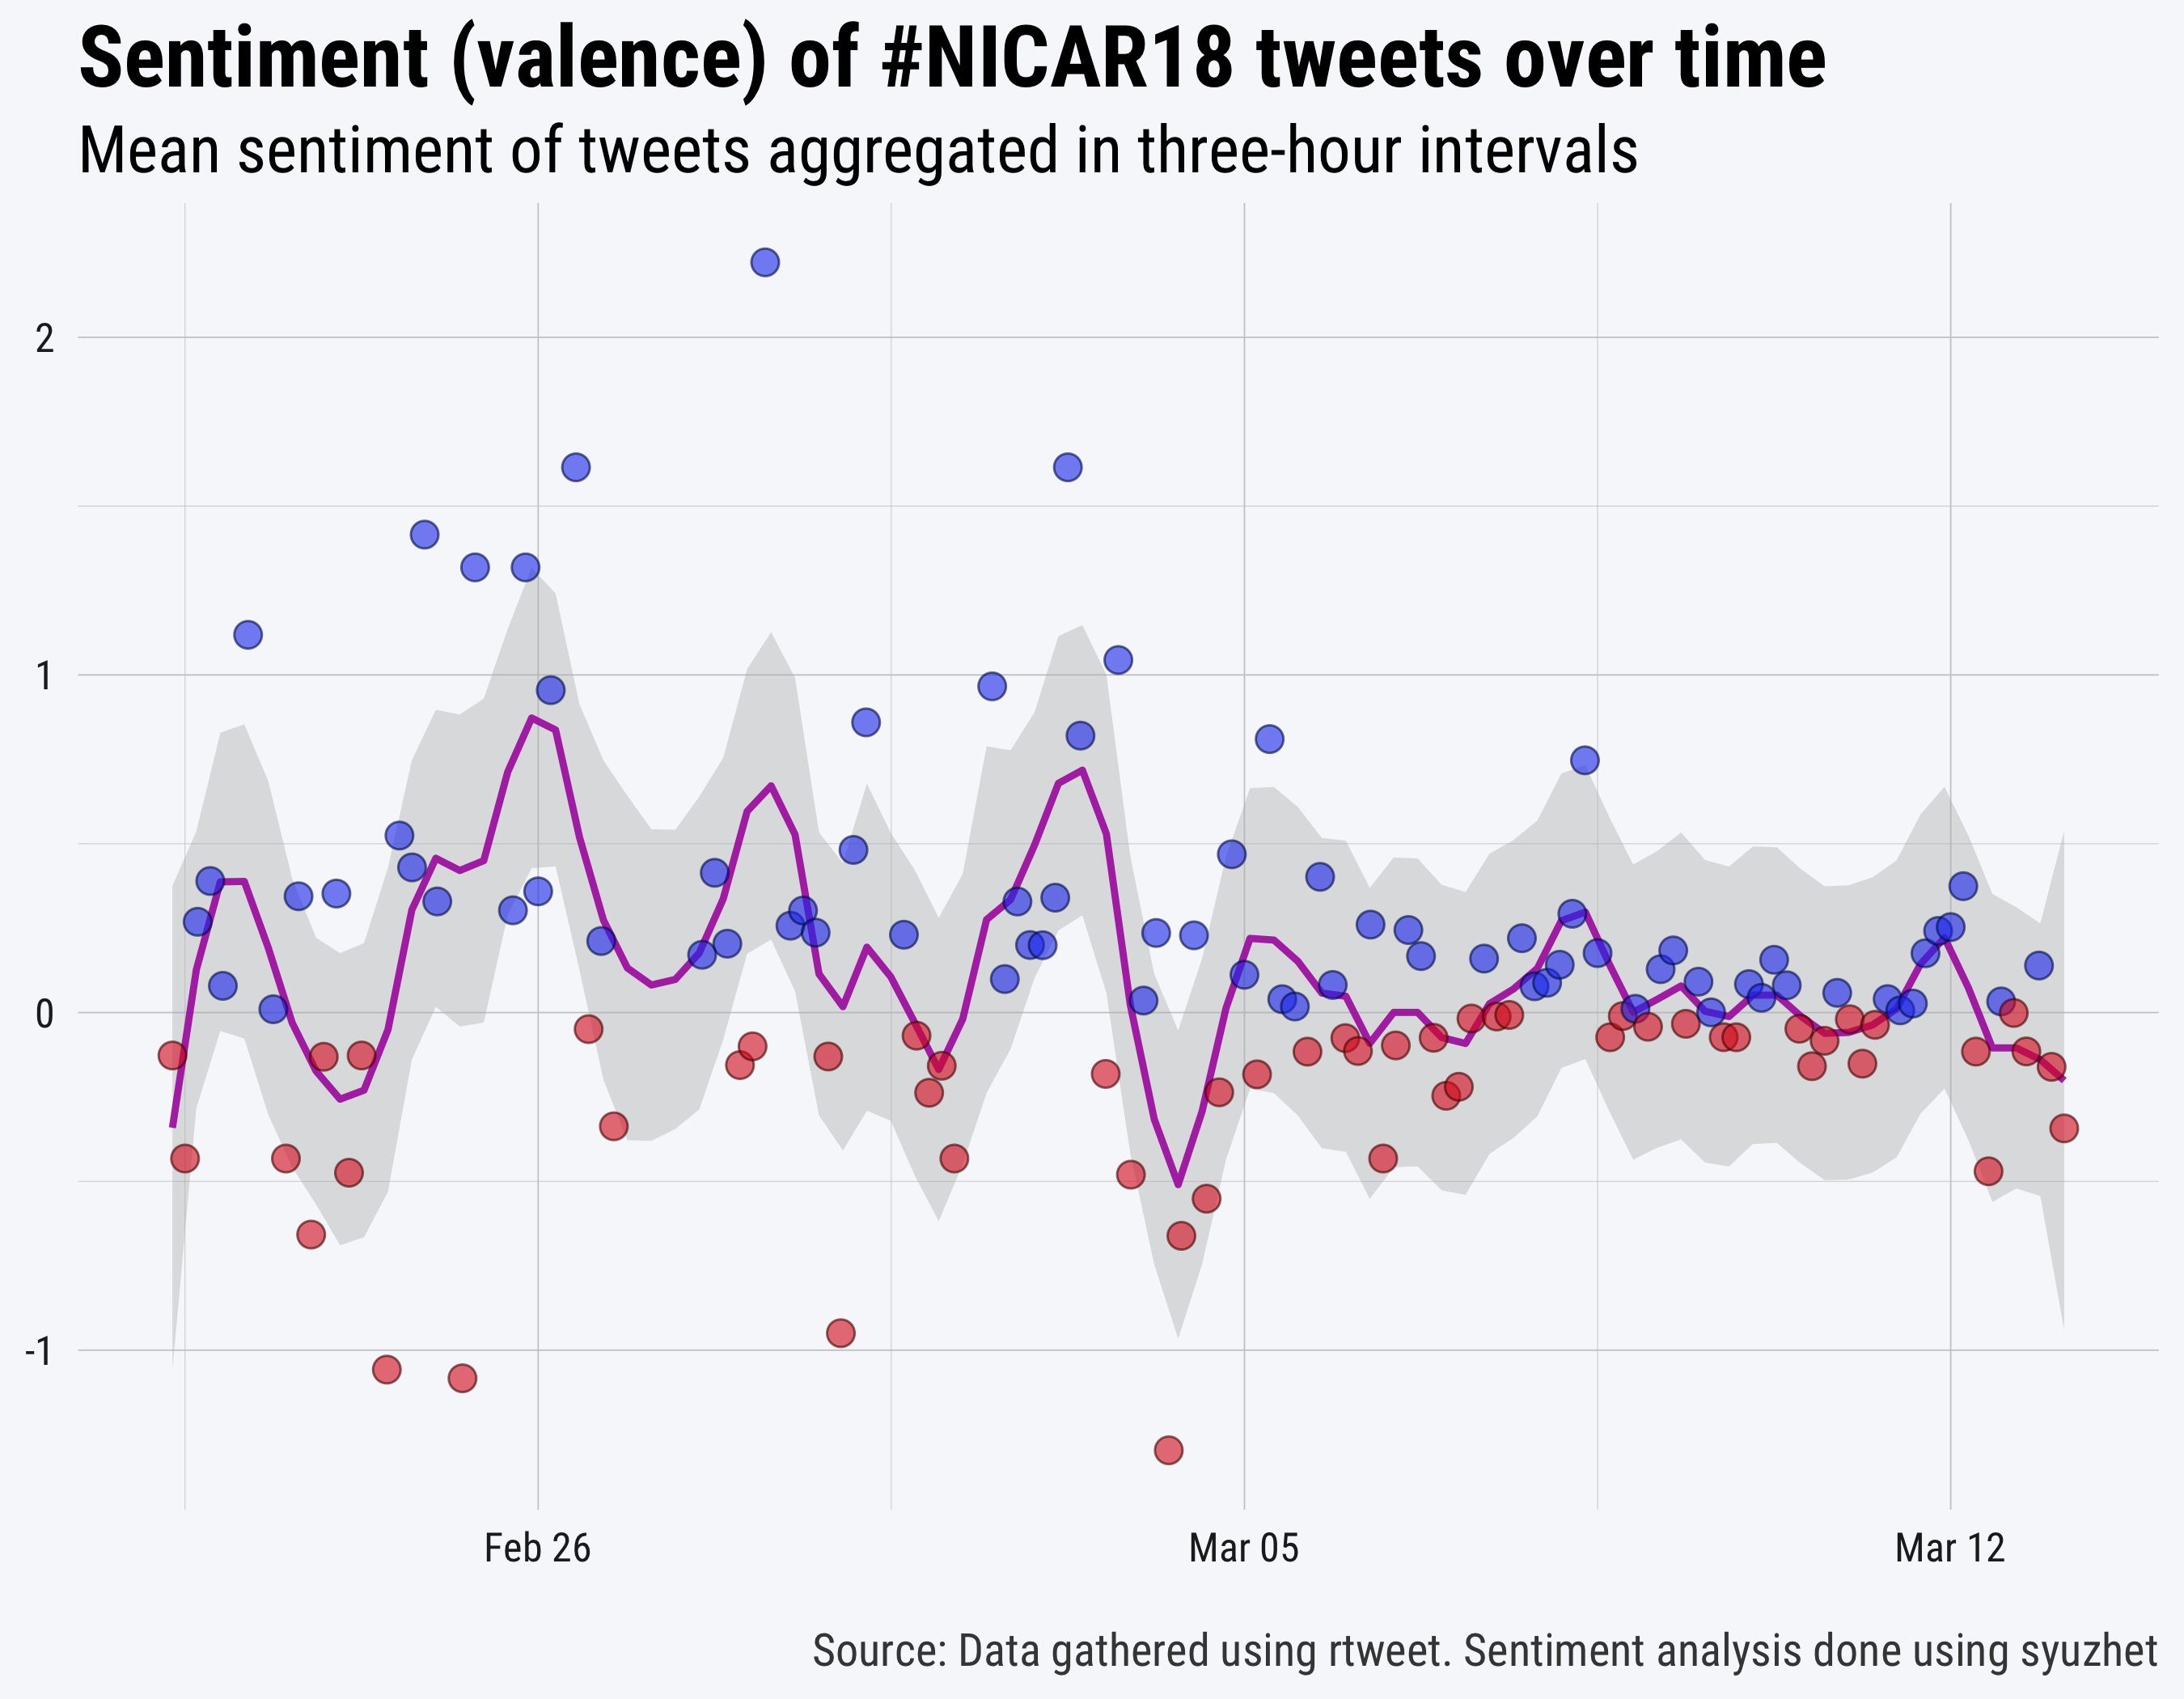 Sentiment (valence) of #NICAR18 tweets over time
Mean sentiment of tweets aggregated in three-hour intervals
2
1
0
-1
Feb 26 Mar 05 Mar 12
Source: Data gathered using rtweet. Sentiment analysis done using syuzhet